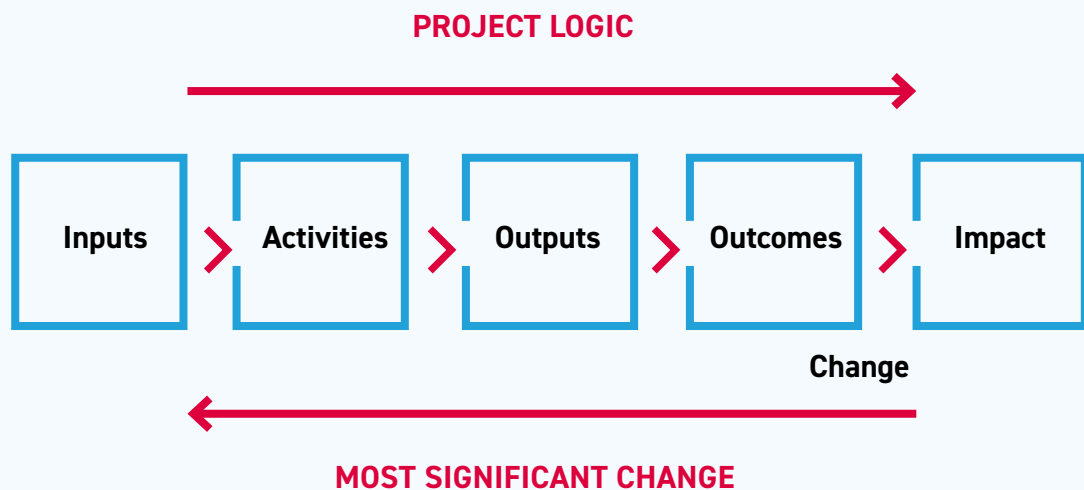 PROJECT LOGIC
Inputs
Activities
Outputs
Outcomes
Impact
Change
MOST SIGNIFICANT CHANGE